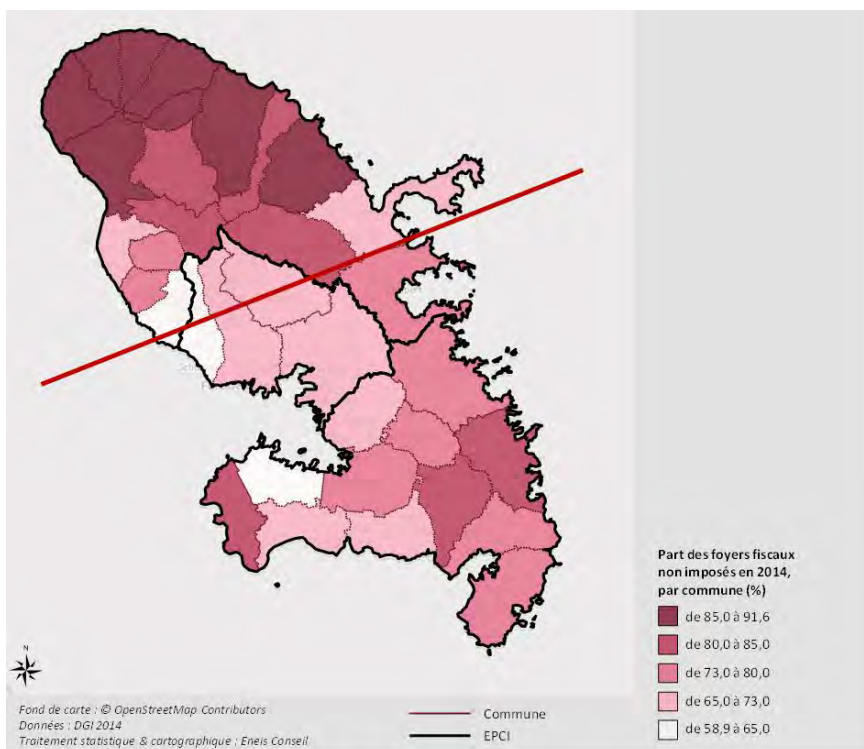 Part des foyers fiscaux
non imposés en 2014,
par commune (%)
de 85,0 à 91,6
de 80,0 à 85,0
de 73,0 à 80,0
de 65,0 à 73,0
de 58,9 à 65,0
N
Fond de carte : © OpenStreetMap Contributors
Données : DGI 2014
Traitement statistique & cartographique : Eneis Conseil
Commune
EPCI